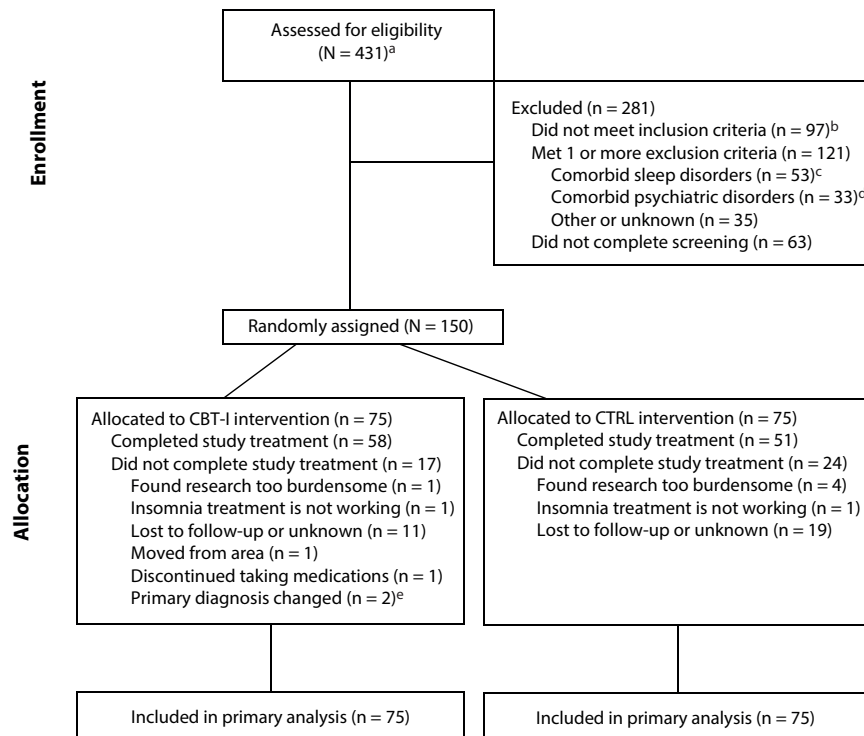 Enrollment
Assessed for eligibility
(N = 431)a
Excluded (n = 281)
Did not meet inclusion criteria (n = 97)b
Met 1 or more exclusion criteria (n = 121)
Comorbid sleep disorders (n = 53)c
Comorbid psychiatric disorders (n = 33)d
Other or unknown (n = 35)
Did not complete screening (n = 63)
Randomly assigned (N = 150)
Allocation
Allocated to CBT-I intervention (n = 75)
Completed study treatment (n = 58)
Did not complete study treatment (n = 17)
Found research too burdensome (n = 1)
Insomnia treatment is not working (n = 1)
Lost to follow-up or unknown (n = 11)
Moved from area (n = 1)
Discontinued taking medications (n = 1)
Primary diagnosis changed (n = 2)e
Allocated to CTRL intervention (n = 75)
Completed study treatment (n = 51)
Did not complete study treatment (n = 24)
Found research too burdensome (n = 4)
Insomnia treatment is not working (n = 1)
Lost to follow-up or unknown (n = 19)
Included in primary analysis (n = 75)
Included in primary analysis (n = 75)